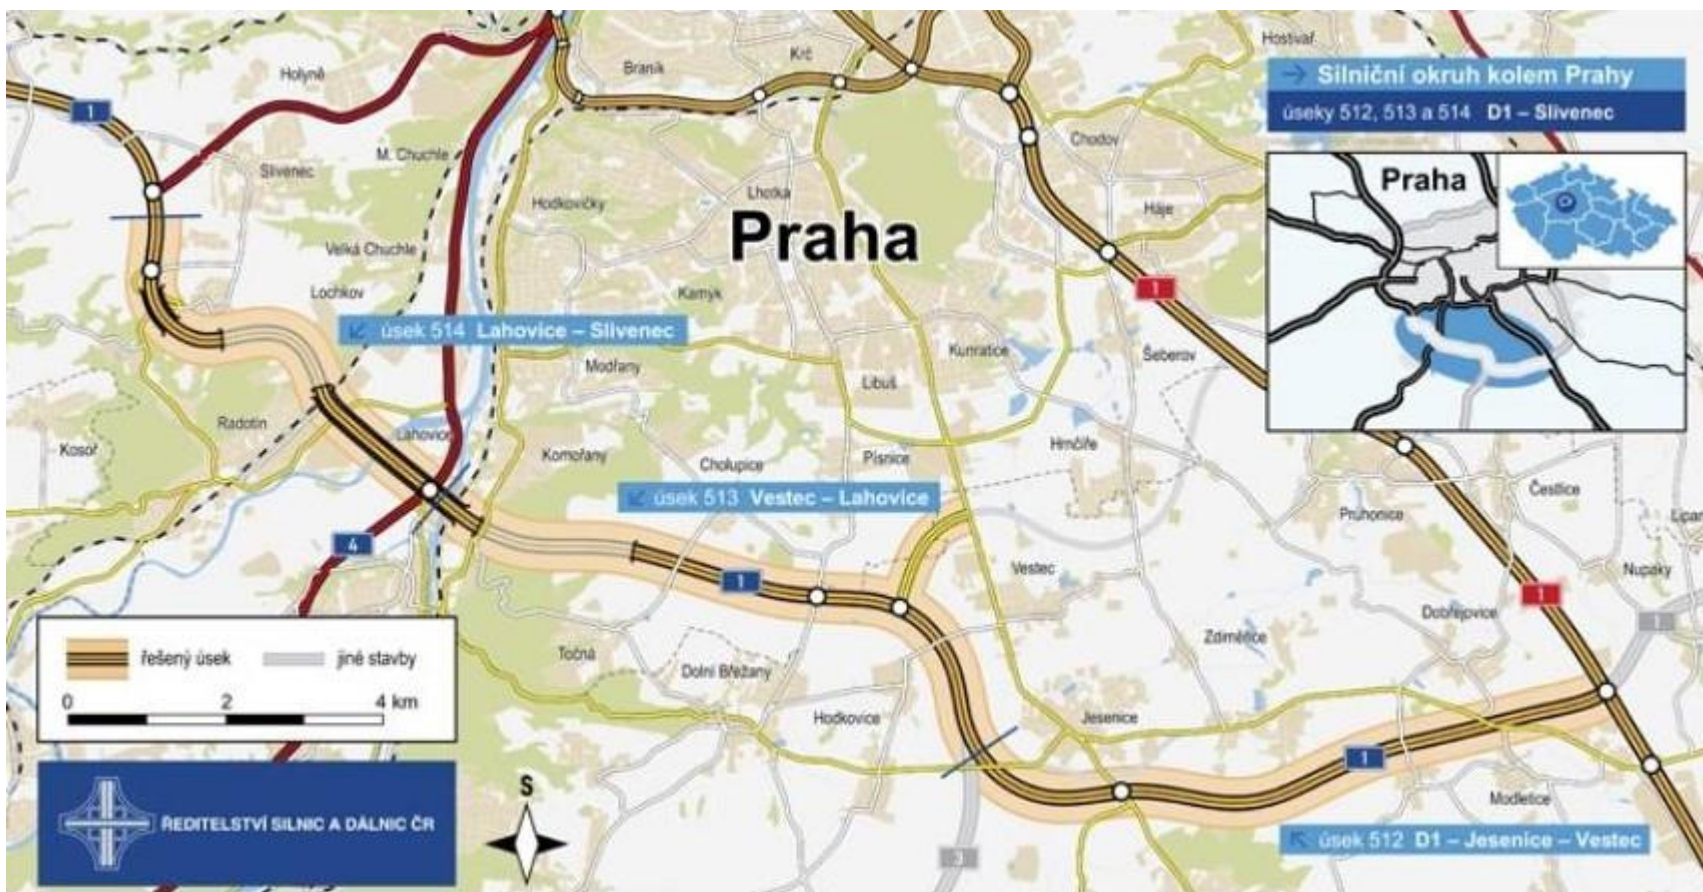 Holyně
Braník
Krč
Hostivař
Silniční okruh kolem Prahy
úseky 512, 513 a 514 D1 – Slivenec
1
M. Chuchle
Slivenec
Chodov
Praha
Hodkovičky
Lhotka
Háje
Praha
Velká Chuchle
Lochkov
Kamyk
1
úsek 514 Lahovice – Slivenec
Kunratice
Šeberov
Modřany
Libuš
Radotín
Lahovice
Kosoř
Komořany
Cholupice
Písnice
Hrnčíře
úsek 513 Vestec – Lahovice
Čestlice
Průhonice
4
1
Vestec
Nupaky
1
Dobřejovice
1
Zdiměřice
řešený úsek
jiné stavby
Točná
Dolní Břežany
0 2 4 km
Hodkovice
Jesenice
1
Modletice
S
ŘEDITELSTVÍ SILNIC A DÁLNIC ČR
úsek 512 D1 – Jesenice – Vestec
3